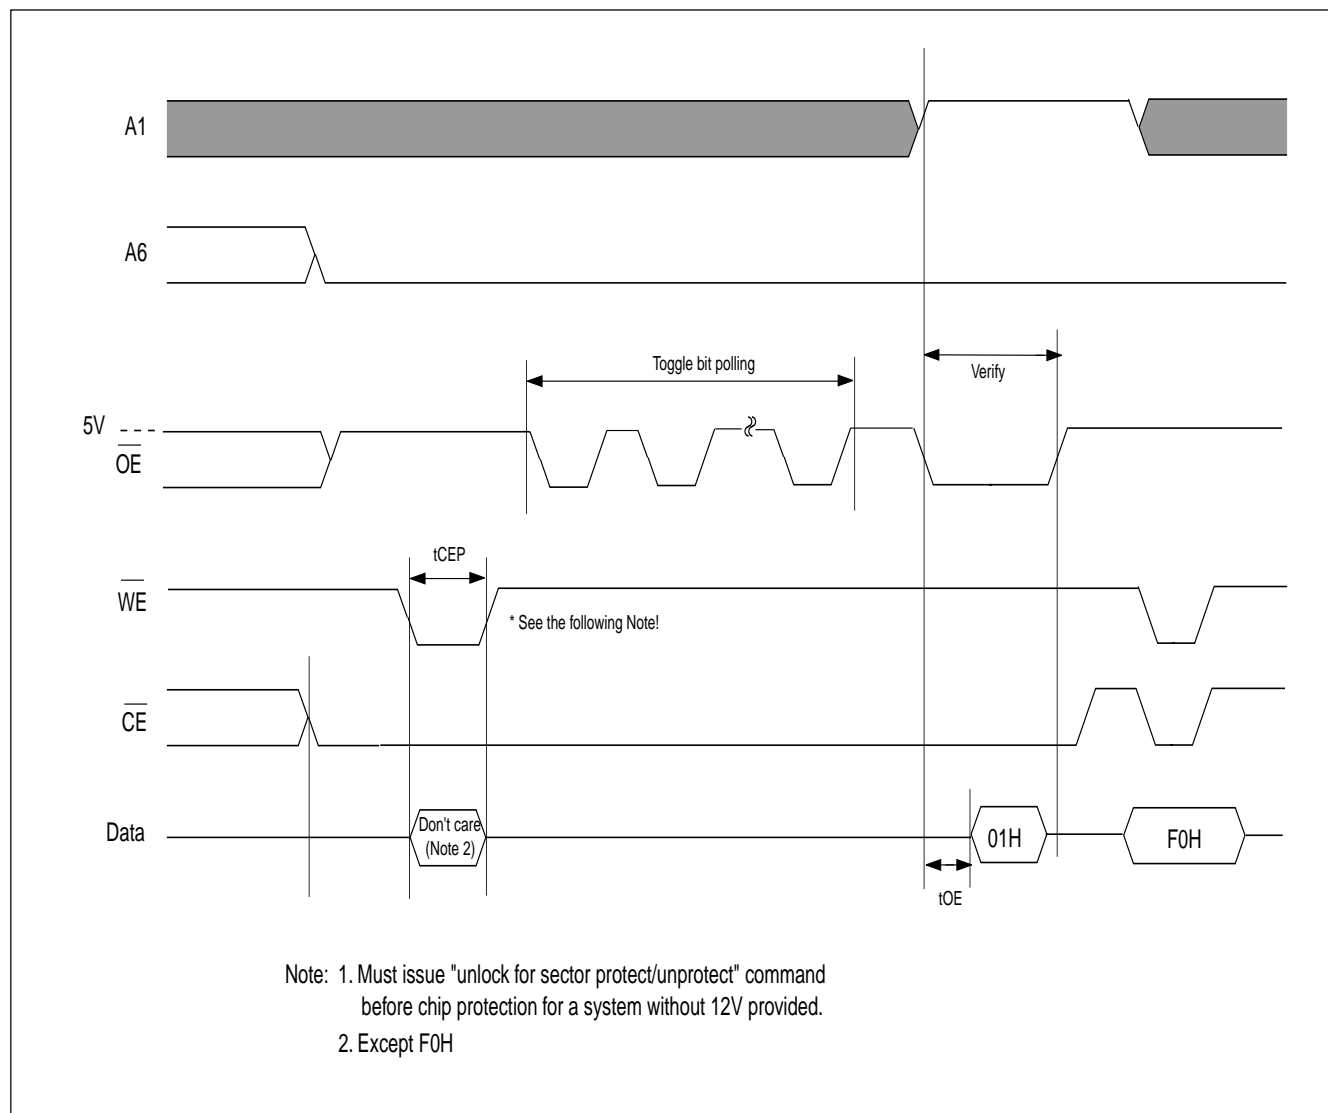 A1
A6
Toggle bit polling
Verify
5V
OE
tCEP
WE
* See the following Note!
CE
Data
Don't care
(Note 2)
01H
F0H
tOE
Note: 1. Must issue "unlock for sector protect/unprotect" command
before chip protection for a system without 12V provided.
2. Except F0H